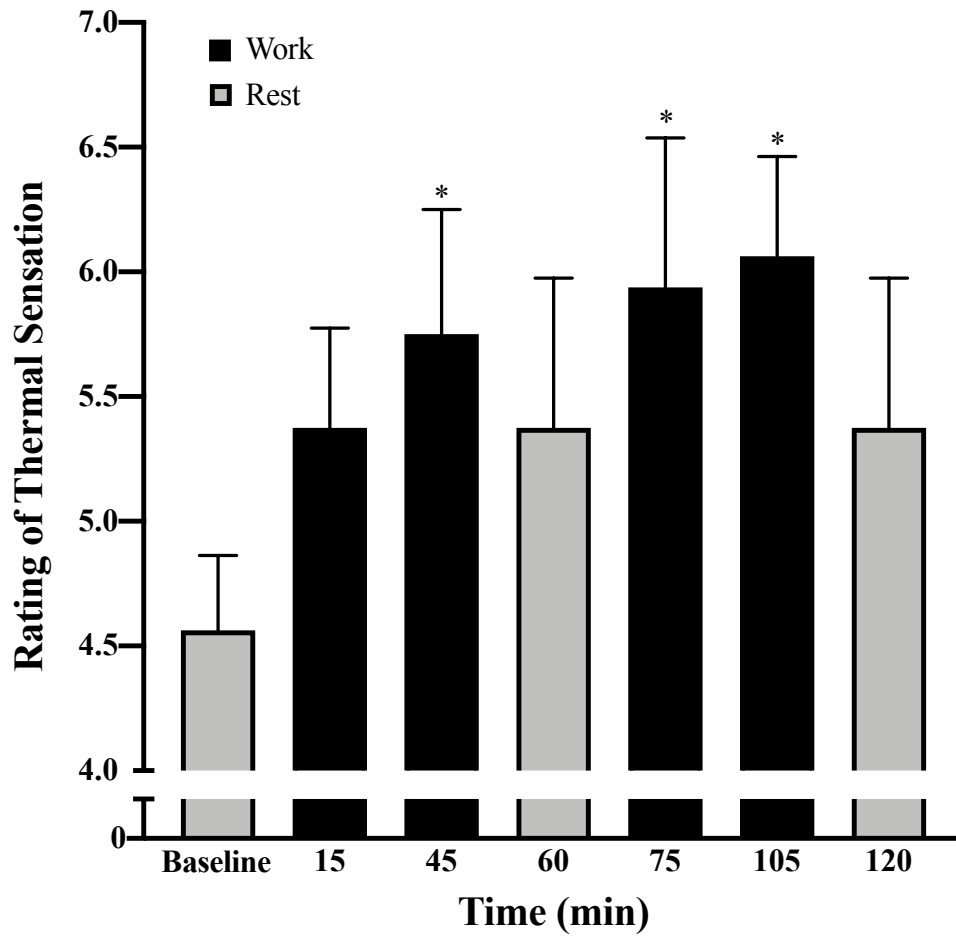 7.0
Work
Rest
*
*
6.5
*
6.0
5.5
5.0
4.5
4.0
0
Rating of Thermal Sensation
Baseline 15 45 60 75 105 120
Time (min)